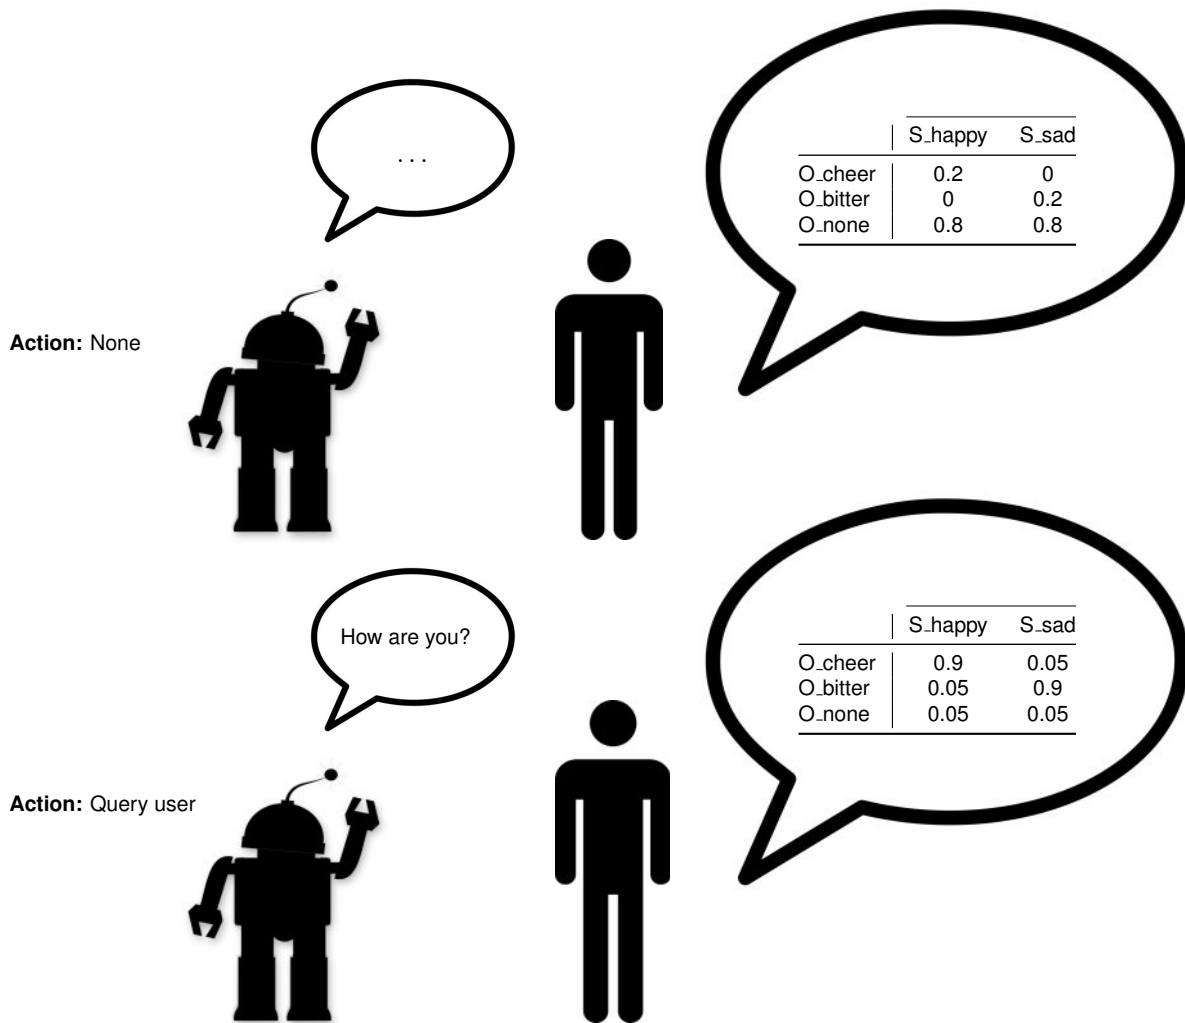 . . .
S_happy S_sad
O_cheer 0.2 0
O_bitter 0 0.2
O_none 0.8 0.8
Action: None
How are you?
S_happy S_sad
O_cheer 0.9 0.05
O_bitter 0.05 0.9
O_none 0.05 0.05
Action: Query user